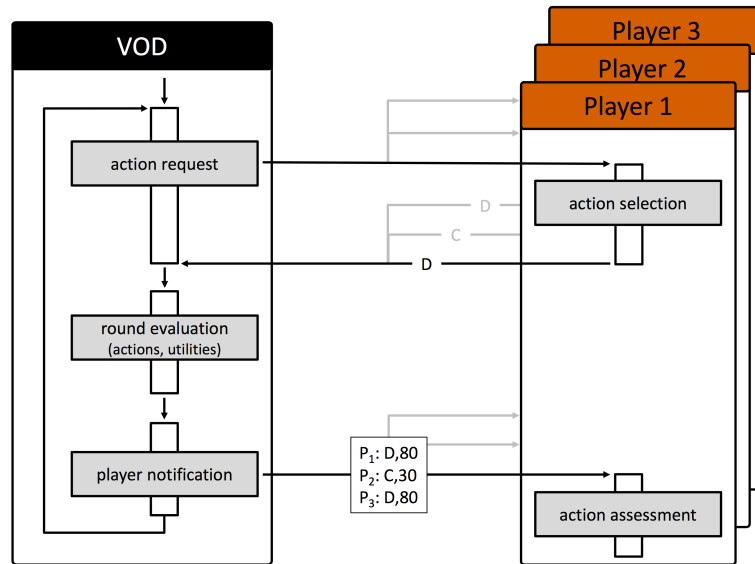 VOD
Player 3
Player 2
Player 1
action request
action selection
D
C
D
round evaluation
(actions, utilities)
P₁: D,80
P₂: C,30
P₃: D,80
player notification
action assessment